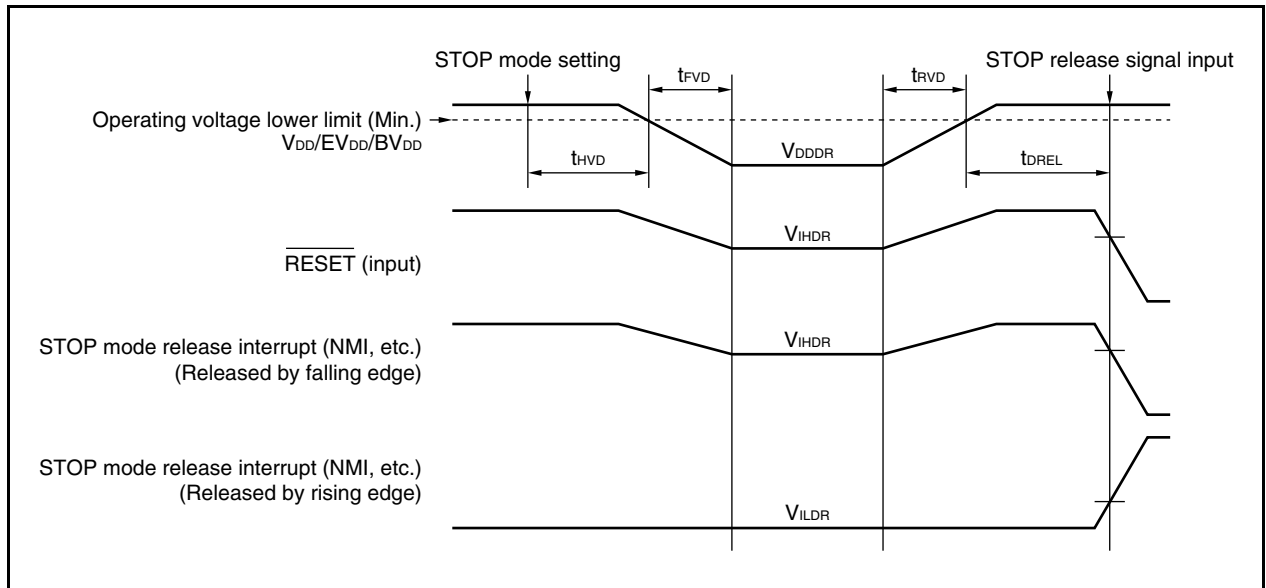 STOP mode setting
STOP release signal input
tFVD
tRVD
Operating voltage lower limit (Min.)
VDD/EVDD/BVDD
tHVD
VDDDR
tDREL
VIHDR
RESET (input)
VIHDR
STOP mode release interrupt (NMI, etc.)
(Released by falling edge)
STOP mode release interrupt (NMI, etc.)
(Released by rising edge)
VILDR